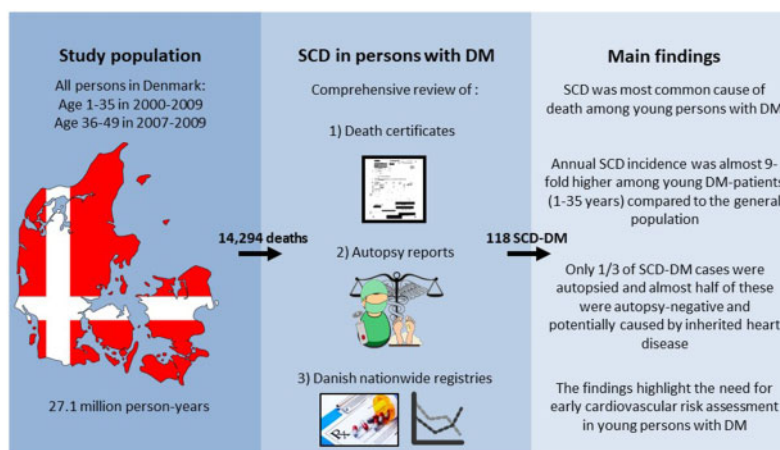 Study population
All persons in Denmark:
Age 1-35 in 2000-2009
Age 36-49 in 2007-2009
27.1 million person-years
14,294 deaths
SCD in persons with DM
Comprehensive review of :
1) Death certificates
2) Autopsy reports
3) Danish nationwide registries
118 SCD-DM
Main findings
SCD was most common cause of
death among young persons with DM
Annual SCD incidence was almost 9-
fold higher among young DM-patients
(1-35 years) compared to the general
population
Only 1/3 of SCD-DM cases were
autopsied and almost half of these
were autopsy-negative and
potentially caused by inherited heart
disease
The findings highlight the need for
early cardiovascular risk assessment
in young persons with DM